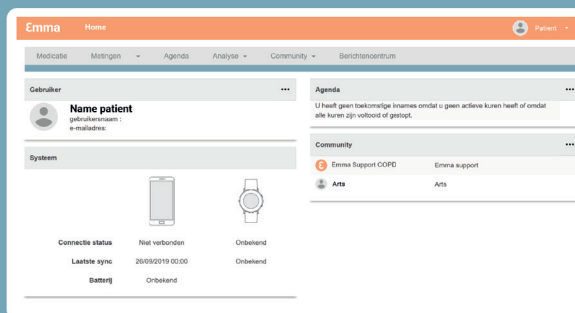 Emma Home Patient
Medicatie Metingen Agenda Analyse Community Berichtencentrum
Gebruiker
Name patient
gebruikersnaam :
e-mailadres:
Systeem
Connectie status Niet verbonden Onbekend
Laatste sync 26/09/2019 00:00 Onbekend
Batterij Onbekend
Agenda
U heeft geen toekomstige innames omdat u geen actieve kuren heeft of omdat
alle kuren zijn voltooid of gestopt.
Community
Emma Support COPD Emma support
Arts Arts